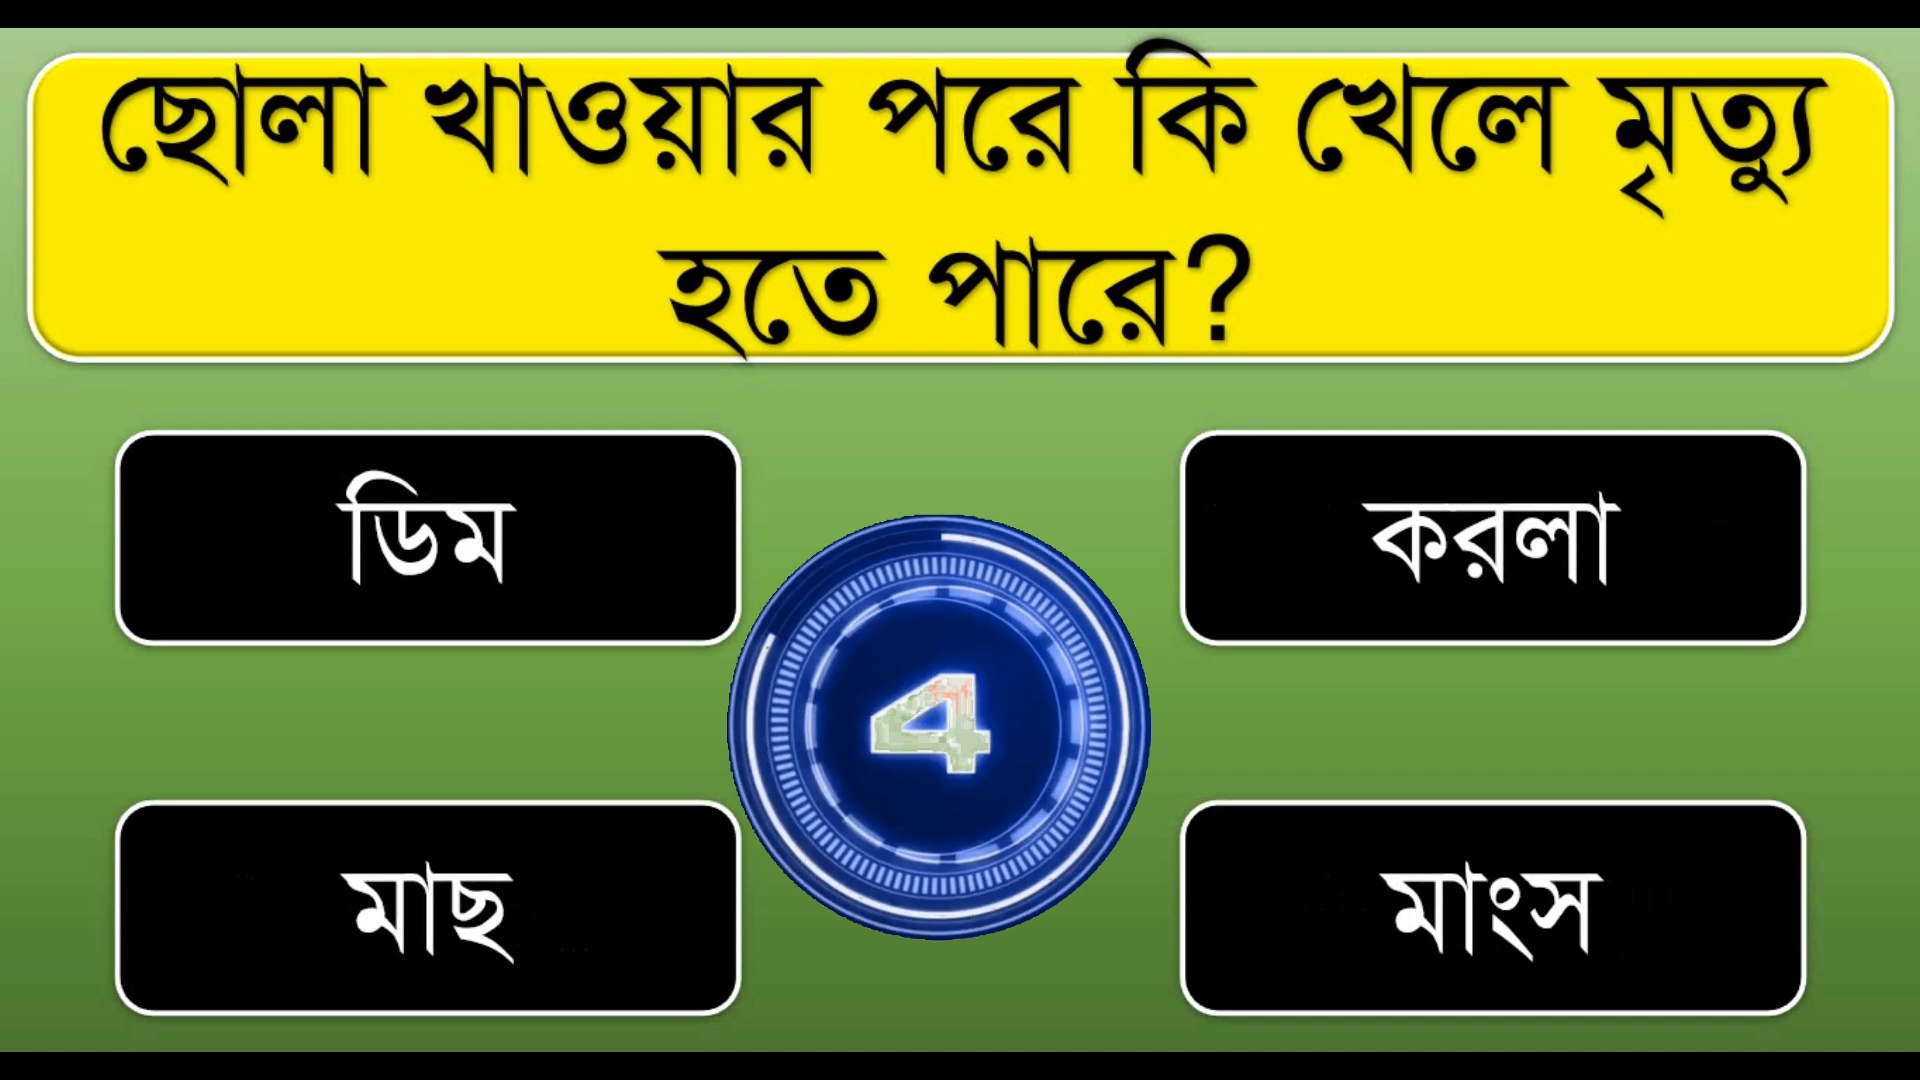 ছোলা খাওয়ার পরে কি খেলে মৃত্যু
হতে পারে?
ডিম
করলা
4
মাছ
মাংস